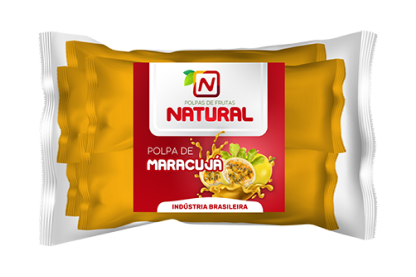 N
POLPAS DE FRUTAS
NATURAL
POLPA DE
MARACUJÁ
INDÚSTRIA BRASILEIRA